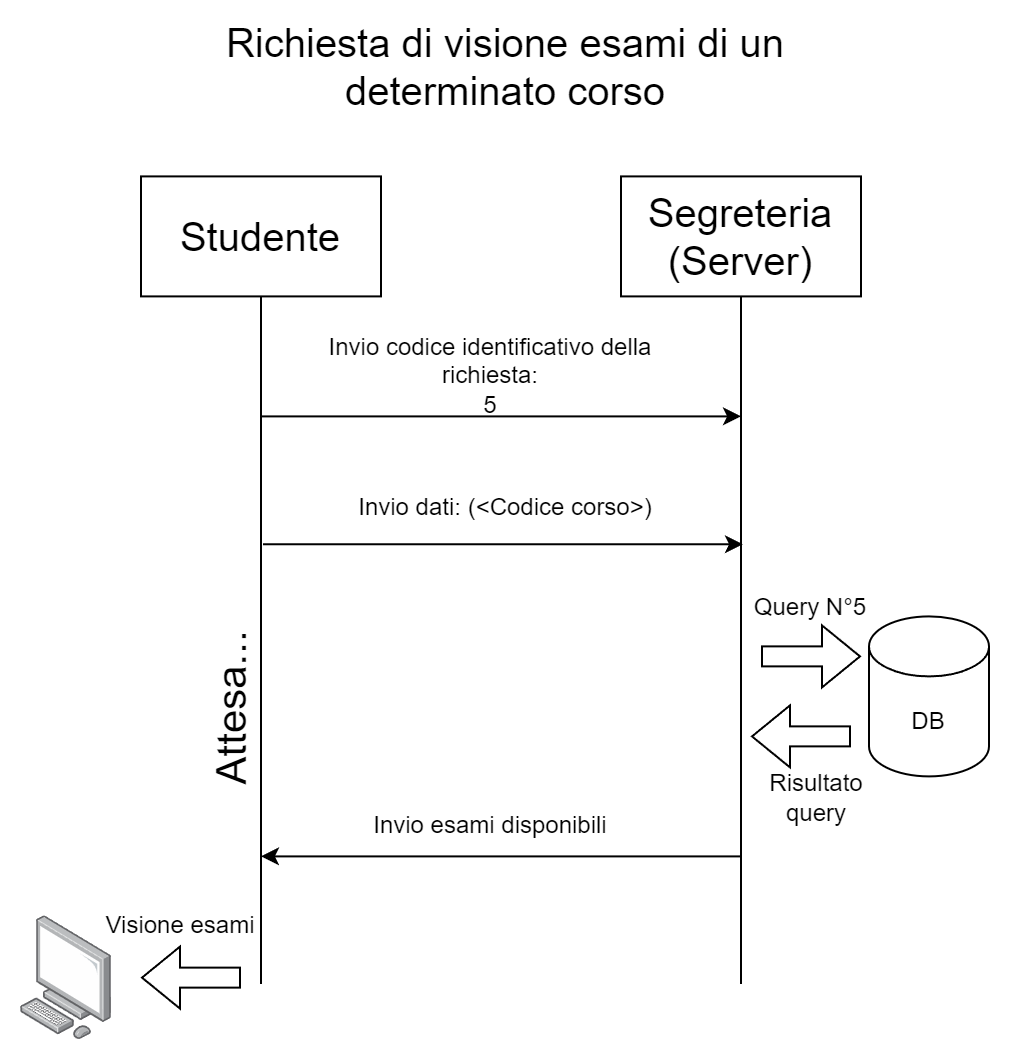 Richiesta di visione esami di un
determinato corso
Studente
Segreteria
(Server)
Invio codice identificativo della
richiesta:
5
Invio dati: (<Codice corso>)
Query N°5
Attesa...
DB
Risultato
query
Invio esami disponibili
Visione esami